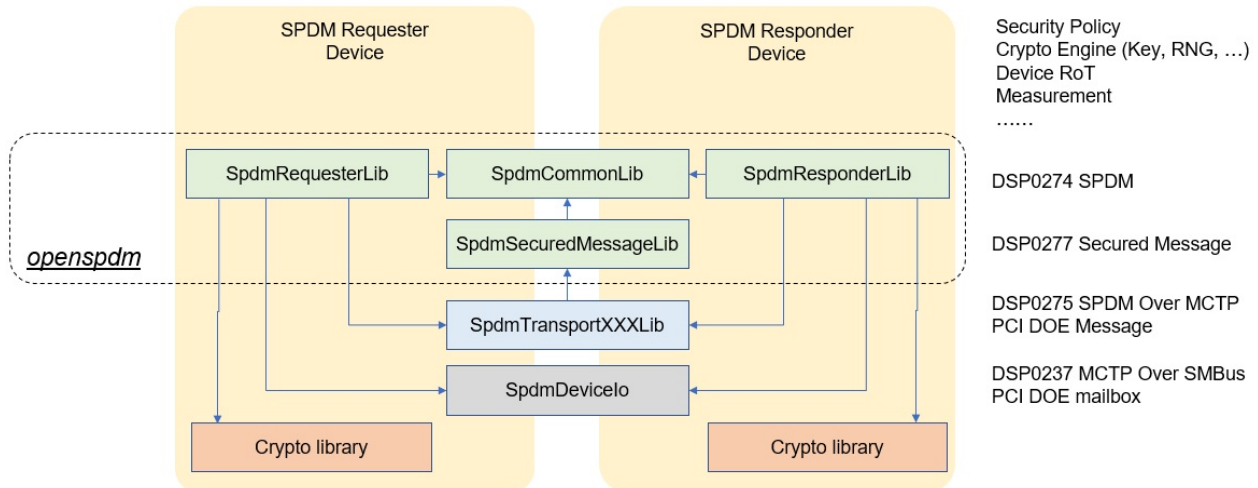 SPDM Requester
Device
SPDM Responder
Device
Security Policy
Crypto Engine (Key, RNG, …)
Device RoT
Measurement
……
SpdmRequesterLib
SpdmCommonLib
SpdmResponderLib
DSP0274 SPDM
SpdmSecuredMessageLib
DSP0277 Secured Message
openspdm
SpdmTransportXXXLib
DSP0275 SPDM Over MCTP
PCI DOE Message
SpdmDeviceIo
DSP0237 MCTP Over SMBus
PCI DOE mailbox
Crypto library
Crypto library